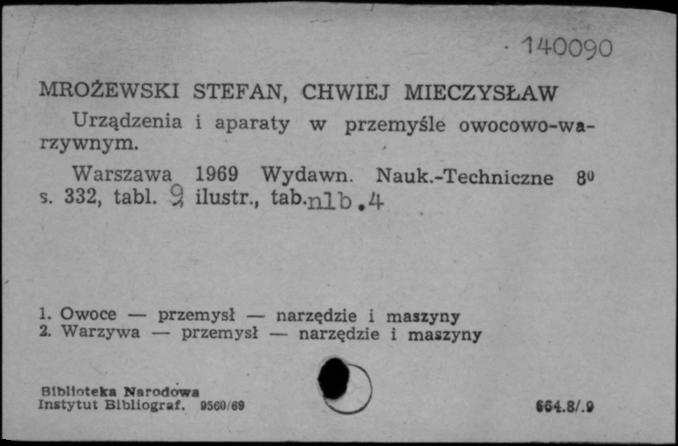 140090
MROŻEWSKI STEFAN, CHWIEJ MIECZYSŁAW
Urządzenia i aparaty w przemyśle owocowo-wa-
rzywnym.
Warszawa 1969 Wydawn. Nauk.-Techniczne 8⁰
s. 332, tabl. 9 ilustr., tab. nlb. 4
1. Owoce — przemysł — narzędzie i maszyny
2. Warzywa — przemysł — narzędzie i maszyny
Biblioteka Narodowa
Instytut Bibliograf. 9560/69
664.8/.9